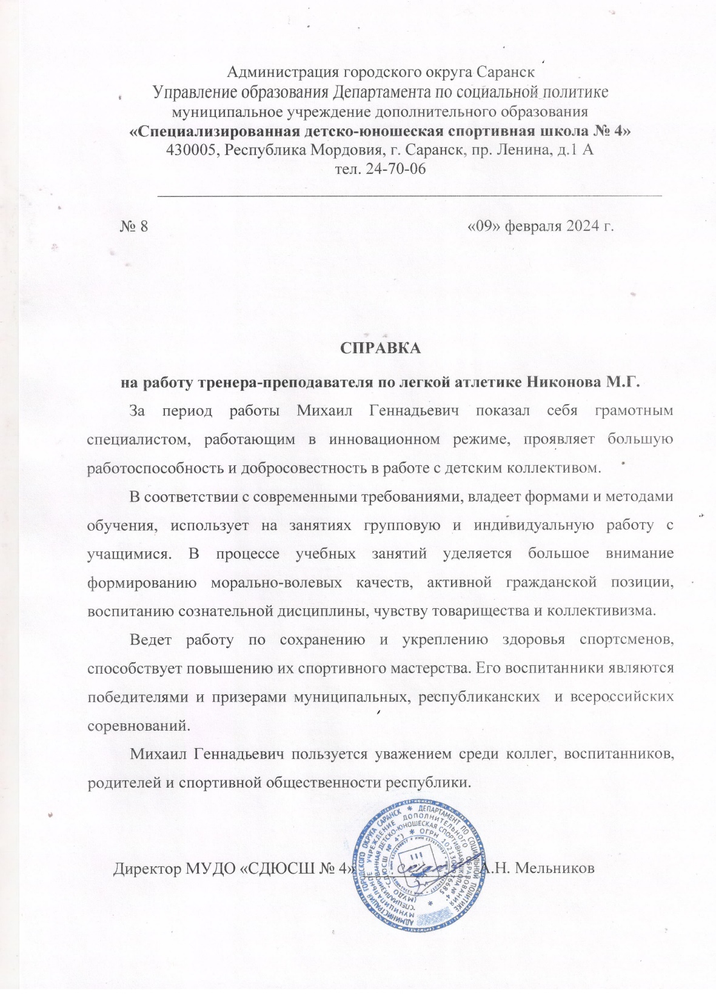 Администрация городского округа Саранск
Управление образования Департамента по социальной политике
муниципальное учреждение дополнительного образования
«Специализированная детско-юношеская спортивная школа № 4»
430005, Республика Мордовия, г. Саранск, пр. Ленина, д.1 А
тел. 24-70-06
№ 8 «09» февраля 2024 г.
СПРАВКА
на работу тренера-преподавателя по легкой атлетике Никонова М.Г.
За период работы Михаил Геннадьевич показал себя грамотным
специалистом, работающим в инновационном режиме, проявляет большую
работоспособность и добросовестность в работе с детским коллективом.
В соответствии с современными требованиями, владеет формами и методами
обучения, использует на занятиях групповую и индивидуальную работу с
учащимися. В процессе учебных занятий уделяется большое внимание
формированию морально-волевых качеств, активной гражданской позиции,
воспитанию сознательной дисциплины, чувству товарищества и коллективизма.
Ведет работу по сохранению и укреплению здоровья спортсменов,
способствует повышению их спортивного мастерства. Его воспитанники являются
победителями и призерами муниципальных, республиканских и всероссийских
соревнований.
Михаил Геннадьевич пользуется уважением среди коллег, воспитанников,
родителей и спортивной общественности республики.
Директор МУДО «СДЮСШ № 4» А.Н. Мельников
АДМИНИСТРАЦИЯ ГОРОДСКОГО ОКРУГА САРАНСК * ДЕПАРТАМЕНТ ПО СОЦИАЛЬНОЙ ПОЛИТИКЕ
МУНИЦИПАЛЬНОЕ УЧРЕЖДЕНИЕ ДОПОЛНИТЕЛЬНОГО ОБРАЗОВАНИЯ
"СПЕЦИАЛИЗИРОВАННАЯ ДЕТСКО-ЮНОШЕСКАЯ СПОРТИВНАЯ ШКОЛА № 4"
(МУДО "СДЮСШ № 4") * ОГРН